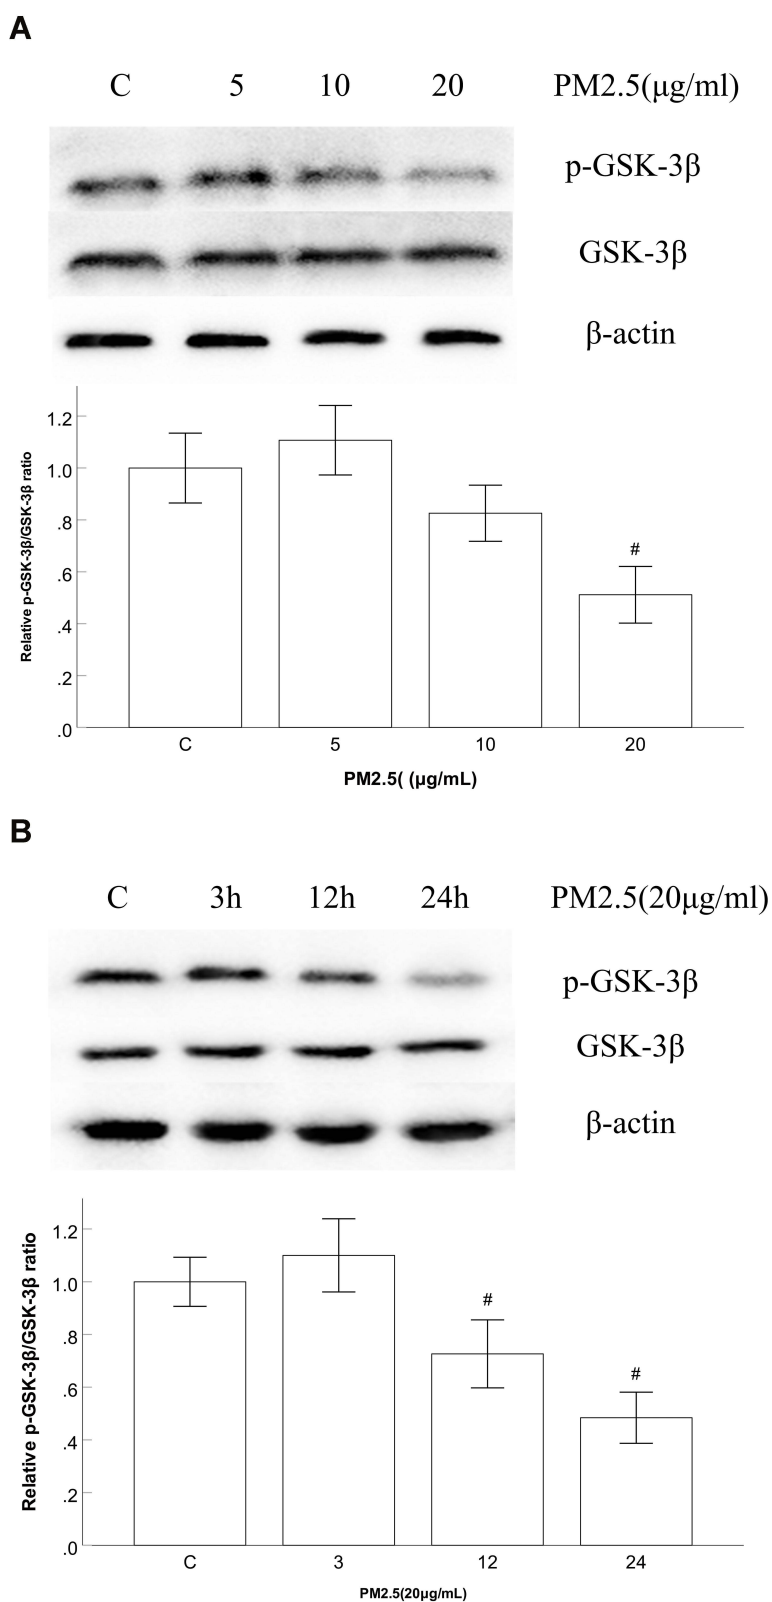 A
C 5 10 20 PM2.5(μg/ml)
p-GSK-3β
GSK-3β
β-actin
1.2
1.0
.8
.6
.4
.2
.0
Relative p-GSK-3β/GSK-3β ratio
#
C 5 10 20
PM2.5( (μg/mL)
B
C 3h 12h 24h PM2.5(20μg/ml)
p-GSK-3β
GSK-3β
β-actin
1.2
1.0
.8
.6
.4
.2
.0
Relative p-GSK-3β/GSK-3β ratio
#
#
C 3 12 24
PM2.5(20μg/mL)